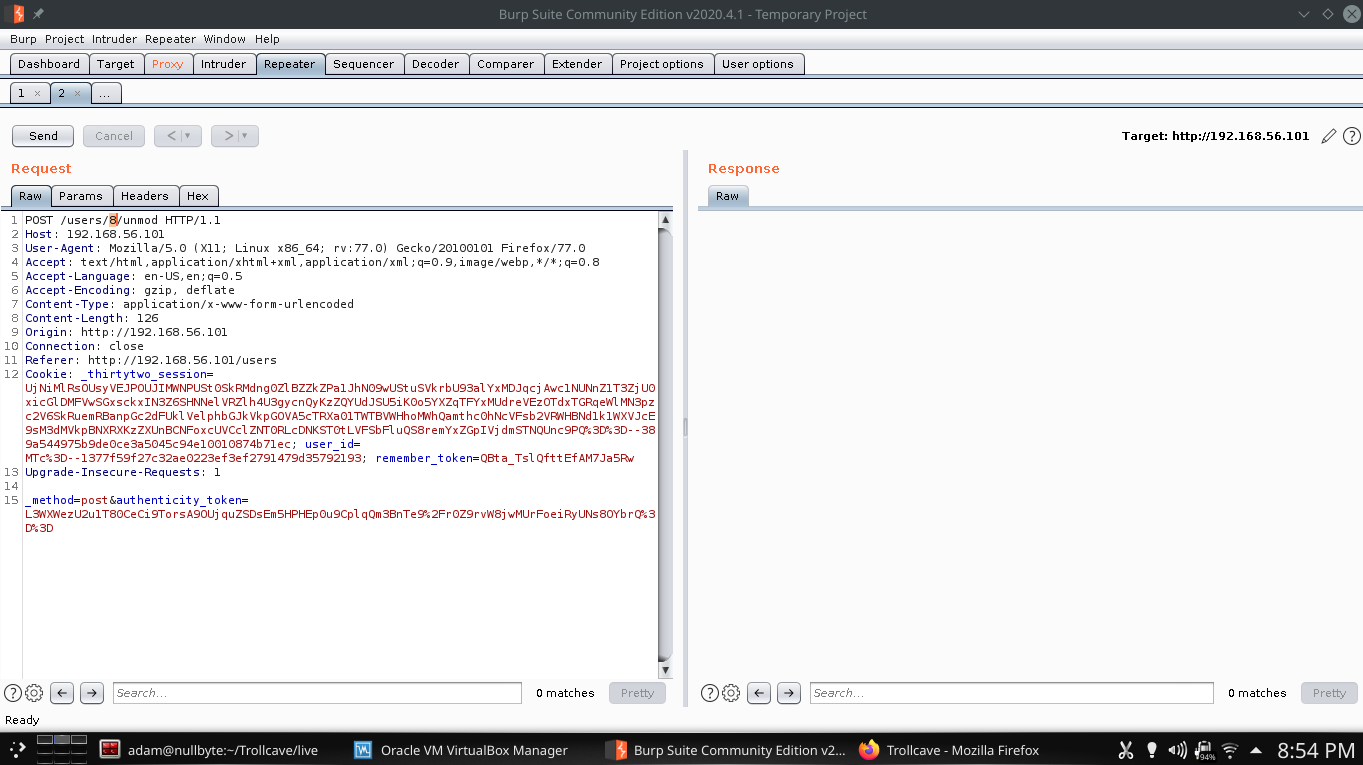 Burp Suite Community Edition v2020.4.1 - Temporary Project
Burp Project Intruder Repeater Window Help
Dashboard Target Proxy Intruder Repeater Sequencer Decoder Comparer Extender Project options User options
1 × 2 × ...
Send Cancel < | ▾ > | ▾ Target: http://192.168.56.101 ?
Request Response
Raw Params Headers Hex Raw
1 POST /users/8/unmod HTTP/1.1
2 Host: 192.168.56.101
3 User-Agent: Mozilla/5.0 (X11; Linux x86_64; rv:77.0) Gecko/20100101 Firefox/77.0
4 Accept: text/html,application/xhtml+xml,application/xml;q=0.9,image/webp,*/*;q=0.8
5 Accept-Language: en-US,en;q=0.5
6 Accept-Encoding: gzip, deflate
7 Content-Type: application/x-www-form-urlencoded
8 Content-Length: 126
9 Origin: http://192.168.56.101
10 Connection: close
11 Referer: http://192.168.56.101/users
12 Cookie: _thirtytwo_session=
9a544975b9de0ce3a5045c94e10010874b71ec; user_id=
MTc%3D--1377f59f27c32ae0223ef3ef2791479d35792193; remember_token=QBta_TslQfttEfAM7Ja5Rw
13 Upgrade-Insecure-Requests: 1
14
15 _method=post&authenticity_token=
D%3D
? Search... 0 matches Pretty ? Search... 0 matches Pretty
Ready
adam@nullbyte:~/Trollcave/live Oracle VM VirtualBox Manager Burp Suite Community Edition v2... Trollcave - Mozilla Firefox 94% 8:54 PM